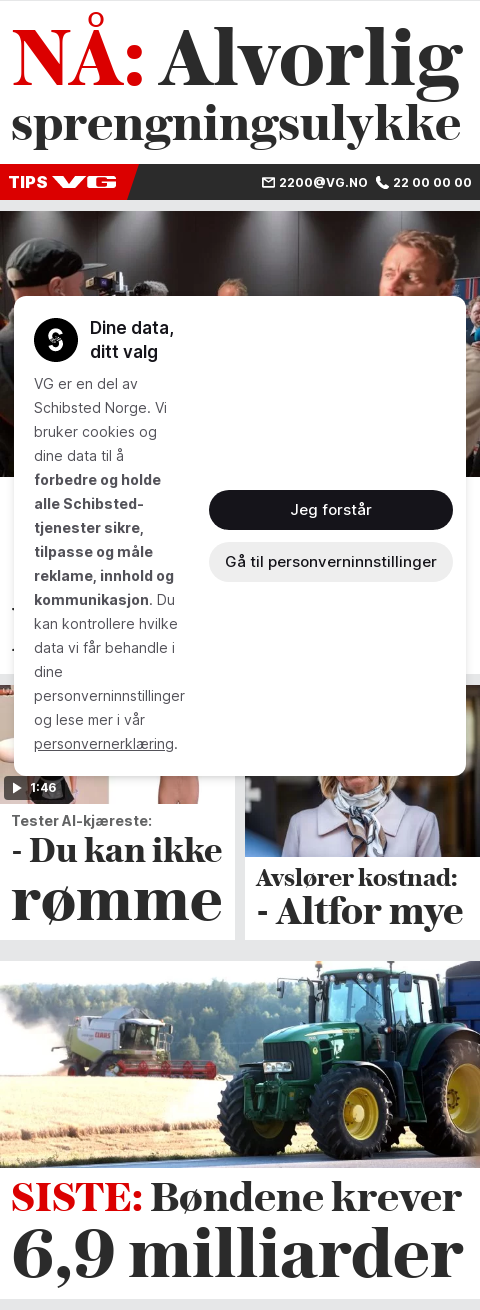 NÅ: Alvorlig
sprengningsulykke
TIPS VG
2200@VG.NO 22 00 00 00
Dine data,
ditt valg
VG er en del av
Schibsted Norge. Vi
bruker cookies og
dine data til å
forbedre og holde
alle Schibsted-
tjenester sikre,
tilpasse og måle
reklame, innhold og
kommunikasjon. Du
kan kontrollere hvilke
data vi får behandle i
dine
personverninnstillinger
og lese mer i vår
personvernerklæring.
Jeg forstår
Gå til personverninnstillinger
1:46
Tester AI-kjæreste:
- Du kan ikke
rømme
Avslører kostnad:
- Altfor mye
CLAAS
SISTE: Bøndene krever
6,9 milliarder